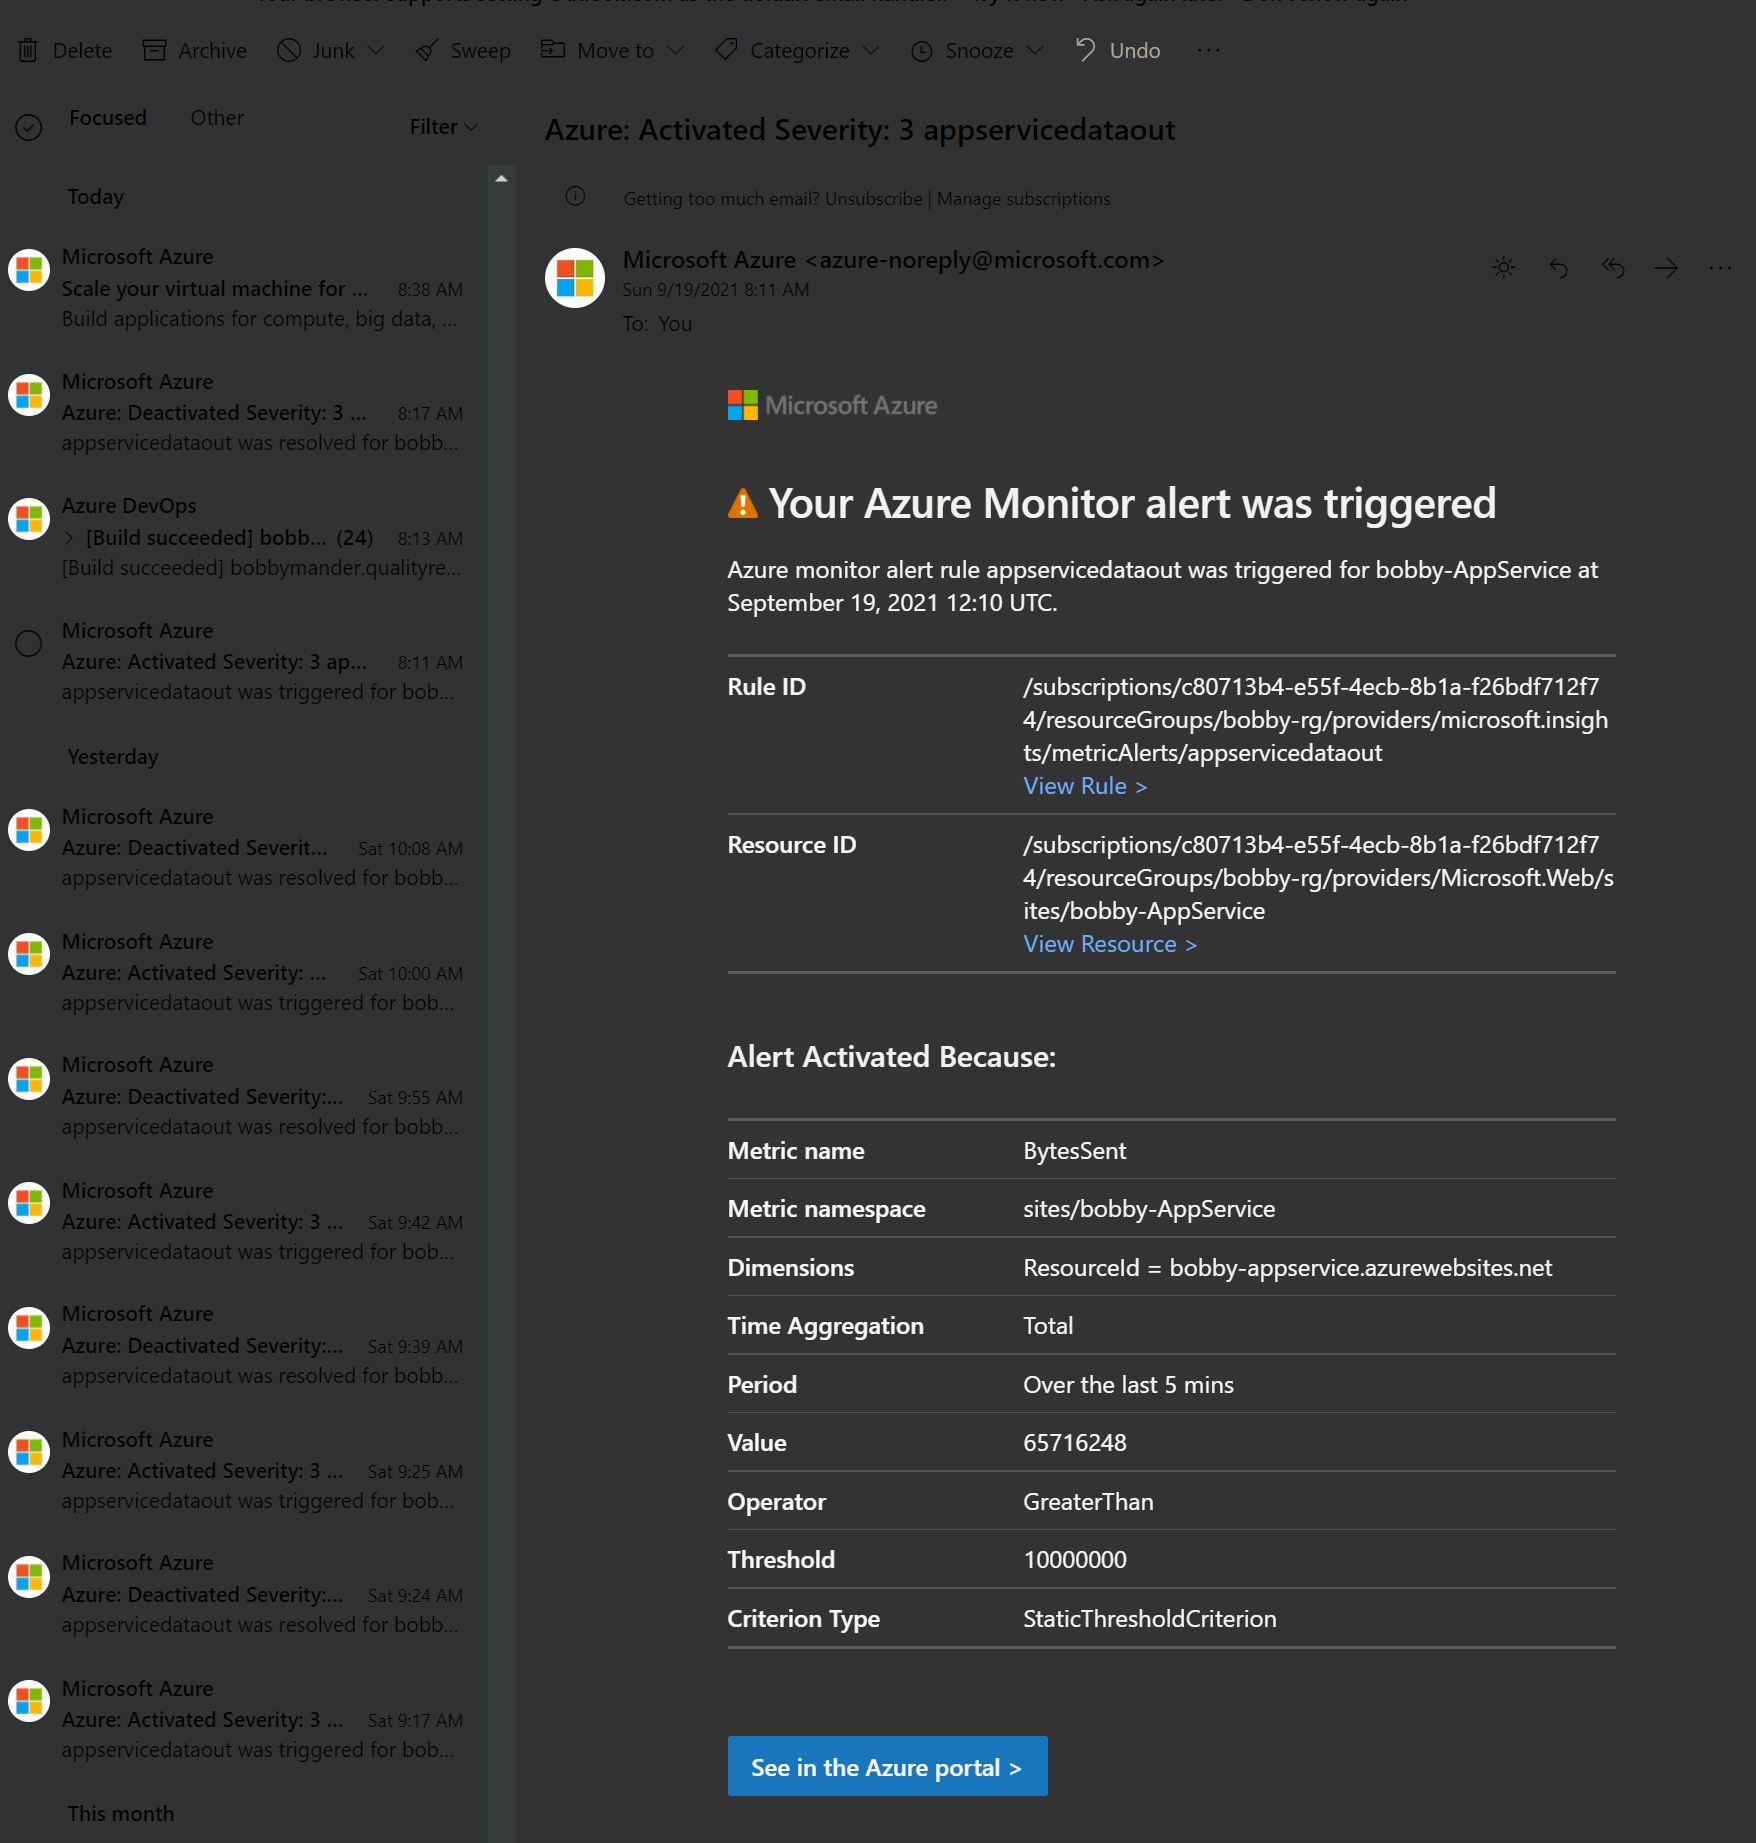 Delete Archive Junk Sweep Move to Categorize Snooze Undo ...
Focused Other Filter
Today
Microsoft Azure
Scale your virtual machine for ... 8:38 AM
Build applications for compute, big data, ...
Microsoft Azure
Azure: Deactivated Severity: 3 ... 8:17 AM
appservicedataout was resolved for bobb...
Azure DevOps
> [Build succeeded] bobb... (24) 8:13 AM
[Build succeeded] bobbymander.qualityre...
Microsoft Azure
Azure: Activated Severity: 3 ap... 8:11 AM
appservicedataout was triggered for bob...
Yesterday
Microsoft Azure
Azure: Deactivated Severit... Sat 10:08 AM
appservicedataout was resolved for bobb...
Microsoft Azure
Azure: Activated Severity: ... Sat 10:00 AM
appservicedataout was triggered for bob...
Microsoft Azure
Azure: Deactivated Severity:... Sat 9:55 AM
appservicedataout was resolved for bobb...
Microsoft Azure
Azure: Activated Severity: 3 ... Sat 9:42 AM
appservicedataout was triggered for bob...
Microsoft Azure
Azure: Deactivated Severity:... Sat 9:39 AM
appservicedataout was resolved for bobb...
Microsoft Azure
Azure: Activated Severity: 3 ... Sat 9:25 AM
appservicedataout was triggered for bob...
Microsoft Azure
Azure: Deactivated Severity:... Sat 9:24 AM
appservicedataout was resolved for bobb...
Microsoft Azure
Azure: Activated Severity: 3 ... Sat 9:17 AM
appservicedataout was triggered for bob...
This month
Azure: Activated Severity: 3 appservicedataout
Getting too much email? Unsubscribe | Manage subscriptions
Microsoft Azure <azure-noreply@microsoft.com>
Sun 9/19/2021 8:11 AM
To: You
Microsoft Azure
Your Azure Monitor alert was triggered
Azure monitor alert rule appservicedataout was triggered for bobby-AppService at
September 19, 2021 12:10 UTC.
Rule ID /subscriptions/c80713b4-e55f-4ecb-8b1a-f26bdf712f7
4/resourceGroups/bobby-rg/providers/microsoft.insigh
ts/metricAlerts/appservicedataout
View Rule >
Resource ID /subscriptions/c80713b4-e55f-4ecb-8b1a-f26bdf712f7
4/resourceGroups/bobby-rg/providers/Microsoft.Web/s
ites/bobby-AppService
View Resource >
Alert Activated Because:
Metric name BytesSent
Metric namespace sites/bobby-AppService
Dimensions ResourceId = bobby-appservice.azurewebsites.net
Time Aggregation Total
Period Over the last 5 mins
Value 65716248
Operator GreaterThan
Threshold 10000000
Criterion Type StaticThresholdCriterion
See in the Azure portal >